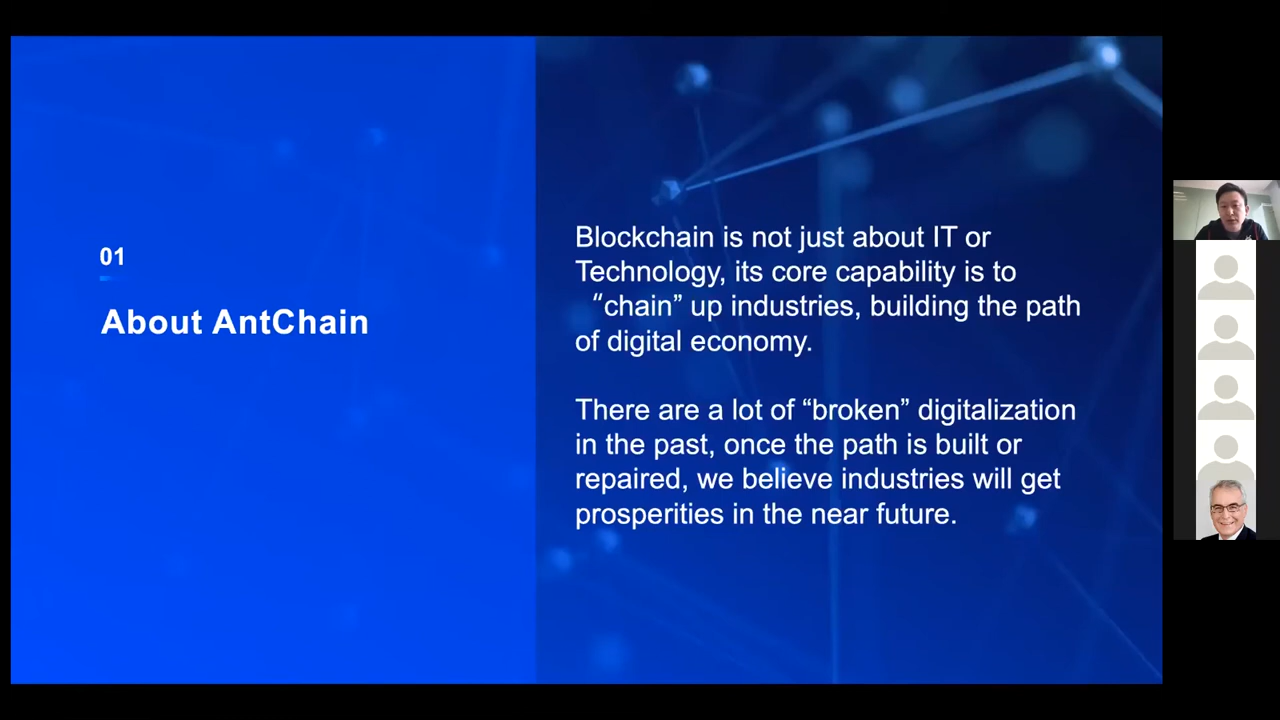 01
About AntChain
Blockchain is not just about IT or
Technology, its core capability is to
“chain” up industries, building the path
of digital economy.
There are a lot of “broken” digitalization
in the past, once the path is built or
repaired, we believe industries will get
prosperities in the near future.